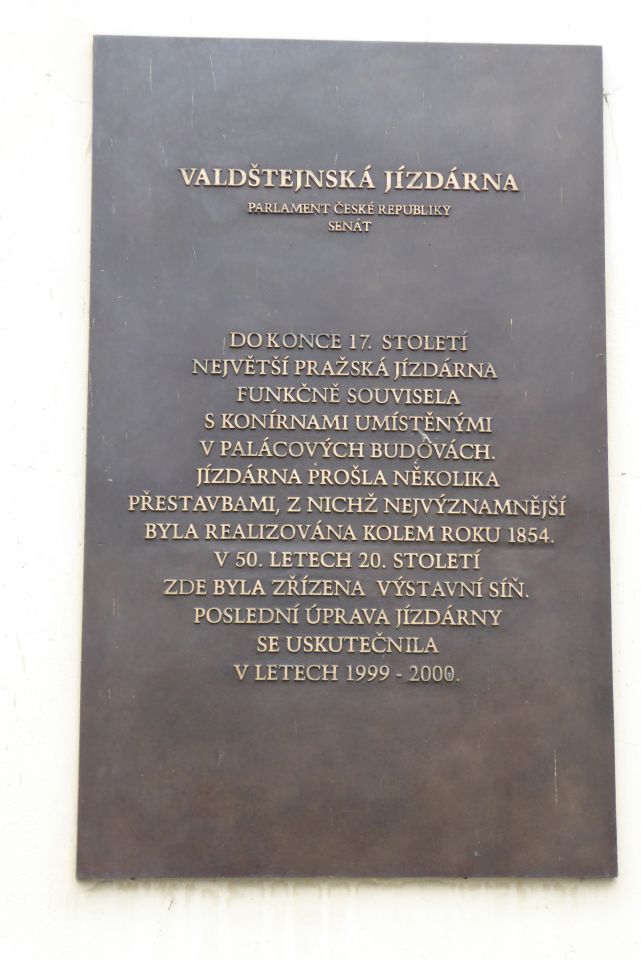 VALDŠTEJNSKÁ JÍZDÁRNA
PARLAMENT ČESKÉ REPUBLIKY
SENÁT
DO KONCE 17. STOLETÍ
NEJVĚTŠÍ PRAŽSKÁ JÍZDÁRNA
FUNKČNĚ SOUVISELA
S KONÍRNAMI UMÍSTĚNÝMI
V PALÁCOVÝCH BUDOVÁCH.
JÍZDÁRNA PROŠLA NĚKOLIKA
PŘESTAVBAMI, Z NICHŽ NEJVÝZNAMNĚJŠÍ
BYLA REALIZOVÁNA KOLEM ROKU 1854.
V 50. LETECH 20. STOLETÍ
ZDE BYLA ZŘÍZENA VÝSTAVNÍ SÍŇ.
POSLEDNÍ ÚPRAVA JÍZDÁRNY
SE USKUTEČNILA
V LETECH 1999 - 2000.